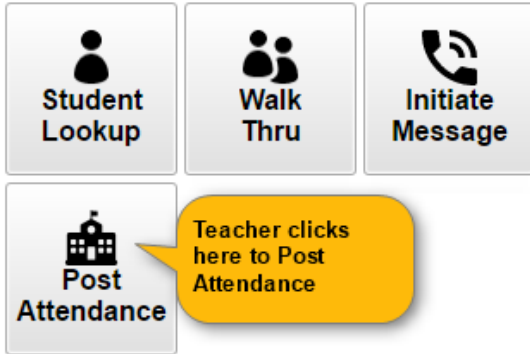 Student
Lookup
Walk
Thru
Initiate
Message
Post
Attendance
Teacher clicks
here to Post
Attendance